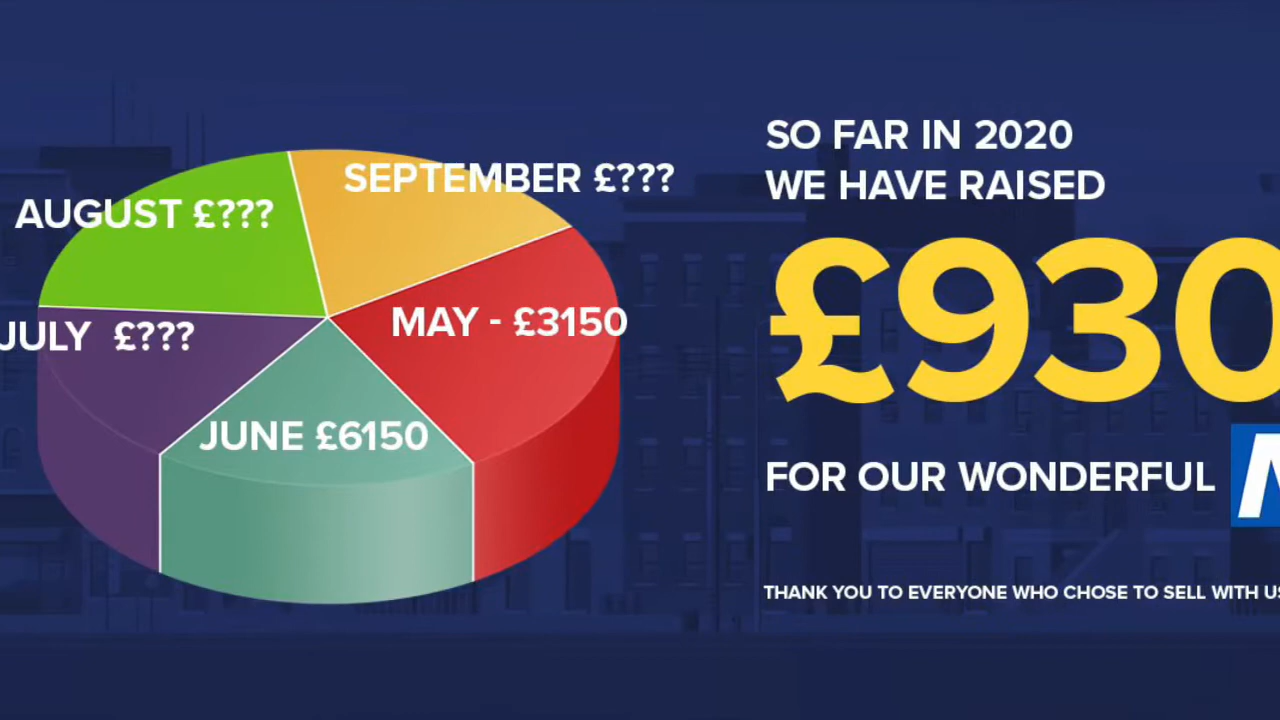 SEPTEMBER £???
AUGUST £???
MAY - £3150
JULY £???
JUNE £6150
SO FAR IN 2020
WE HAVE RAISED
£930
FOR OUR WONDERFUL
THANK YOU TO EVERYONE WHO CHOSE TO SELL WITH US